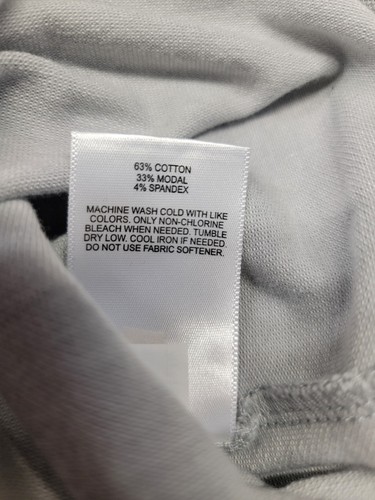 63% COTTON
33% MODAL
4% SPANDEX
MACHINE WASH COLD WITH LIKE
COLORS. ONLY NON-CHLORINE
BLEACH WHEN NEEDED. TUMBLE
DRY LOW. COOL IRON IF NEEDED.
DO NOT USE FABRIC SOFTENER.